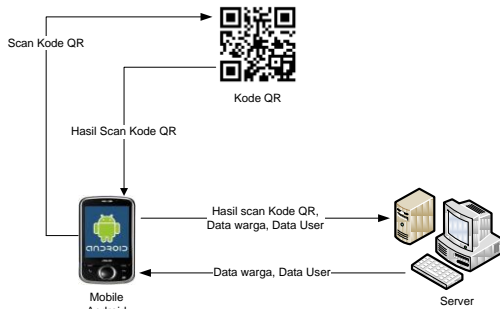 Scan Kode QR
Kode QR
Hasil Scan Kode QR
Hasil scan Kode QR,
Data warga, Data User
ANDROID
Data warga, Data User
Mobile
Android
Server